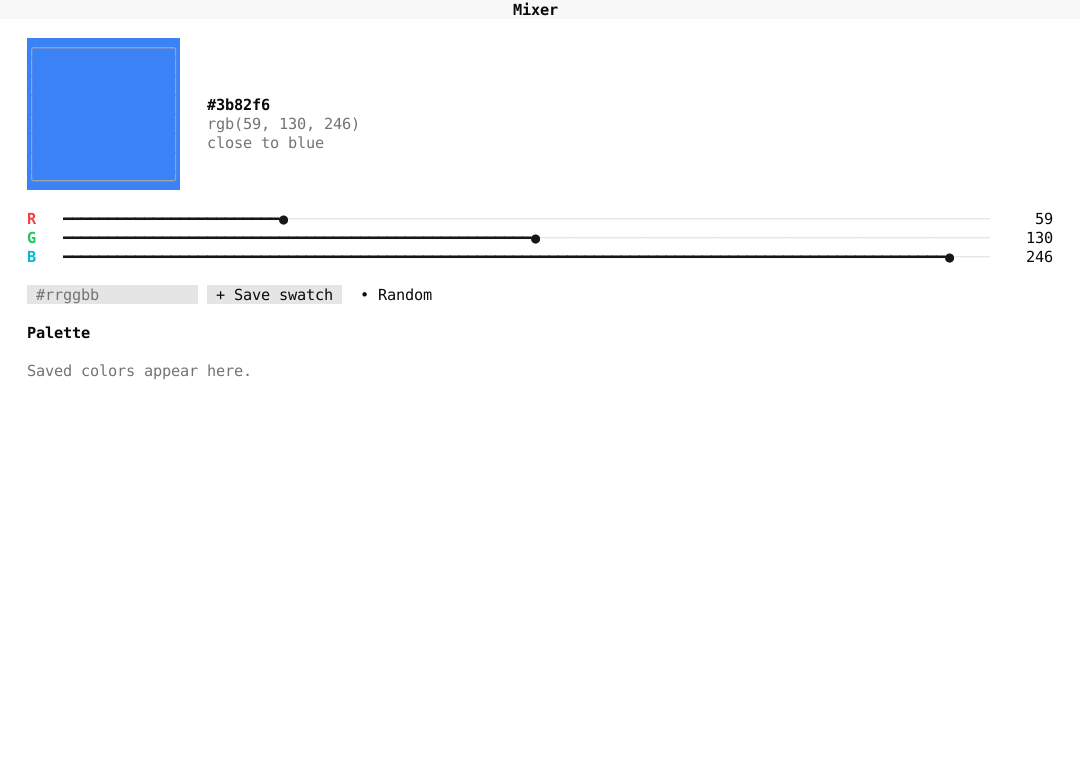 Mixer
#3b82f6
rgb(59, 130, 246)
close to blue
R 59
G 130
B 246
#rrggbb + Save swatch • Random
Palette
Saved colors appear here.